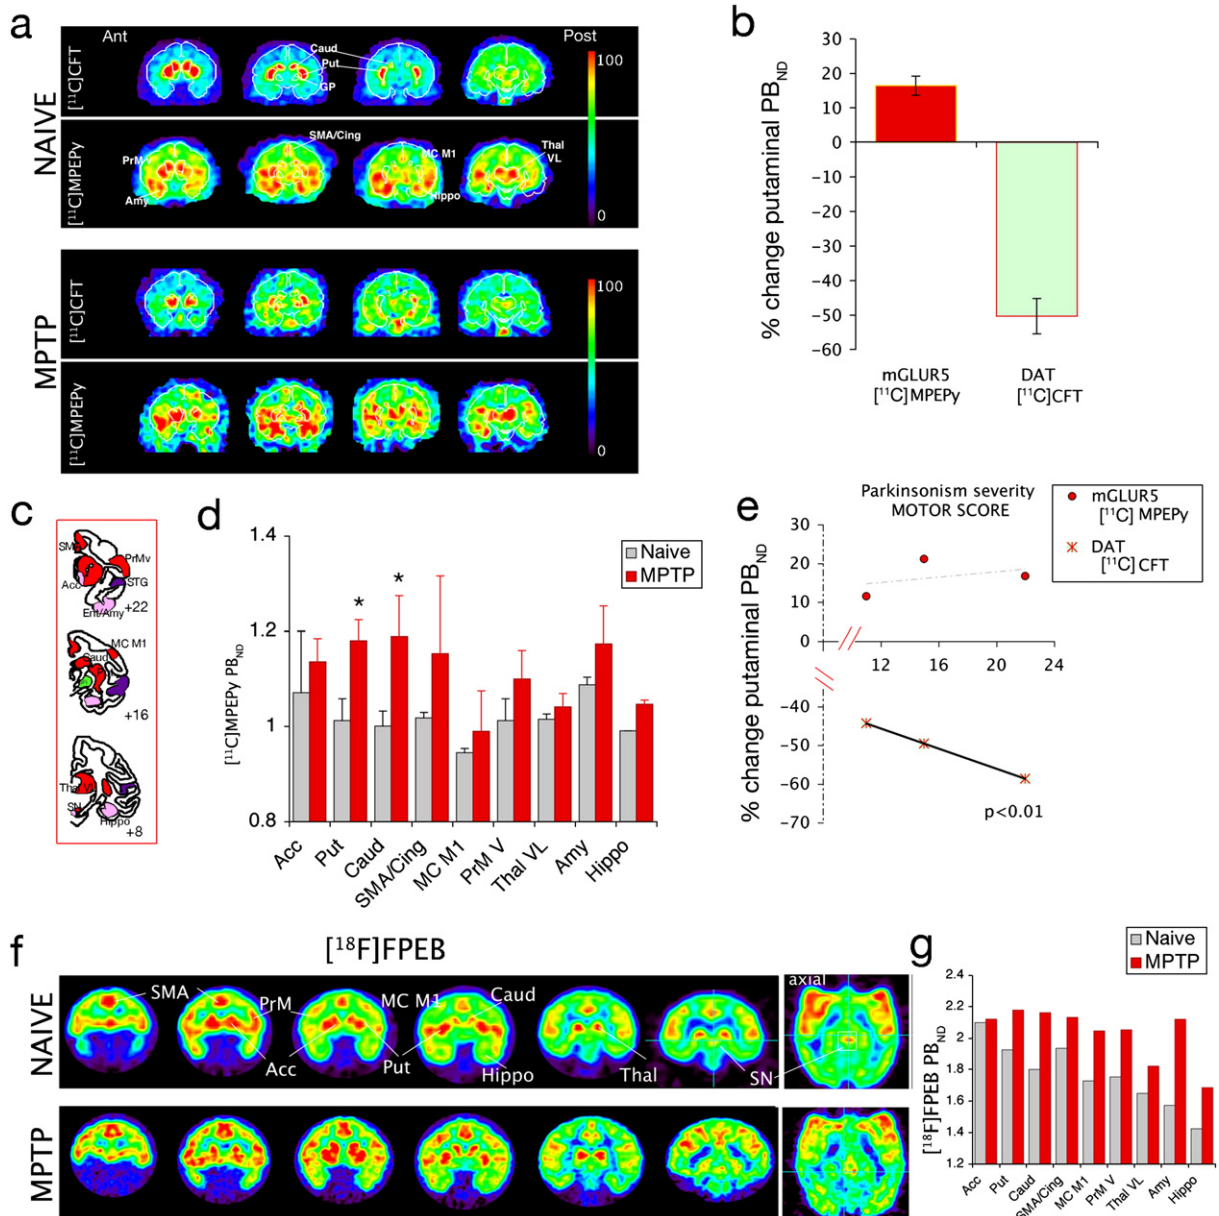 a
Ant
Post
NAIVE
[¹¹C]CFT
Caud
Put
GP
100
[¹¹C]MPEPy
PrM
Amy
SMA/Cing
MC M1
Hippo
Thal
VL
0
MPTP
[¹¹C]CFT
100
[¹¹C]MPEPy
0
b
% change putaminal PB_ND
30
20
10
0
−10
−20
−30
−40
−50
−60
mGLUR5
[¹¹C]MPEPy
DAT
[¹¹C]CFT
c
PrMv
Acc
STG
Ent/Amy
+22
MC M1
Caud
+16
Thal VL
SN
Hippo
+8
d
[¹¹C]MPEPy PB_ND
1.4
1.2
1
0.8
Naive
MPTP
*
*
Acc
Put
Caud
SMA/Cing
MC M1
PrM V
Thal VL
Amy
Hippo
e
Parkinsonism severity
MOTOR SCORE
mGLUR5
[¹¹C] MPEPy
DAT
[¹¹C] CFT
% change putaminal PB_ND
30
20
10
0
12
16
20
24
−40
−50
−60
−70
p<0.01
f
[¹⁸F]FPEB
NAIVE
SMA
PrM
MC M1
Caud
axial
Acc
Put
Hippo
Thal
SN
MPTP
g
Naive
MPTP
[¹⁸F]FPEB PB_ND
2.4
2.2
2
1.8
1.6
1.4
1.2
Acc
Put
Caud
SMA/Cing
MC M1
PrM V
Thal VL
Amy
Hippo